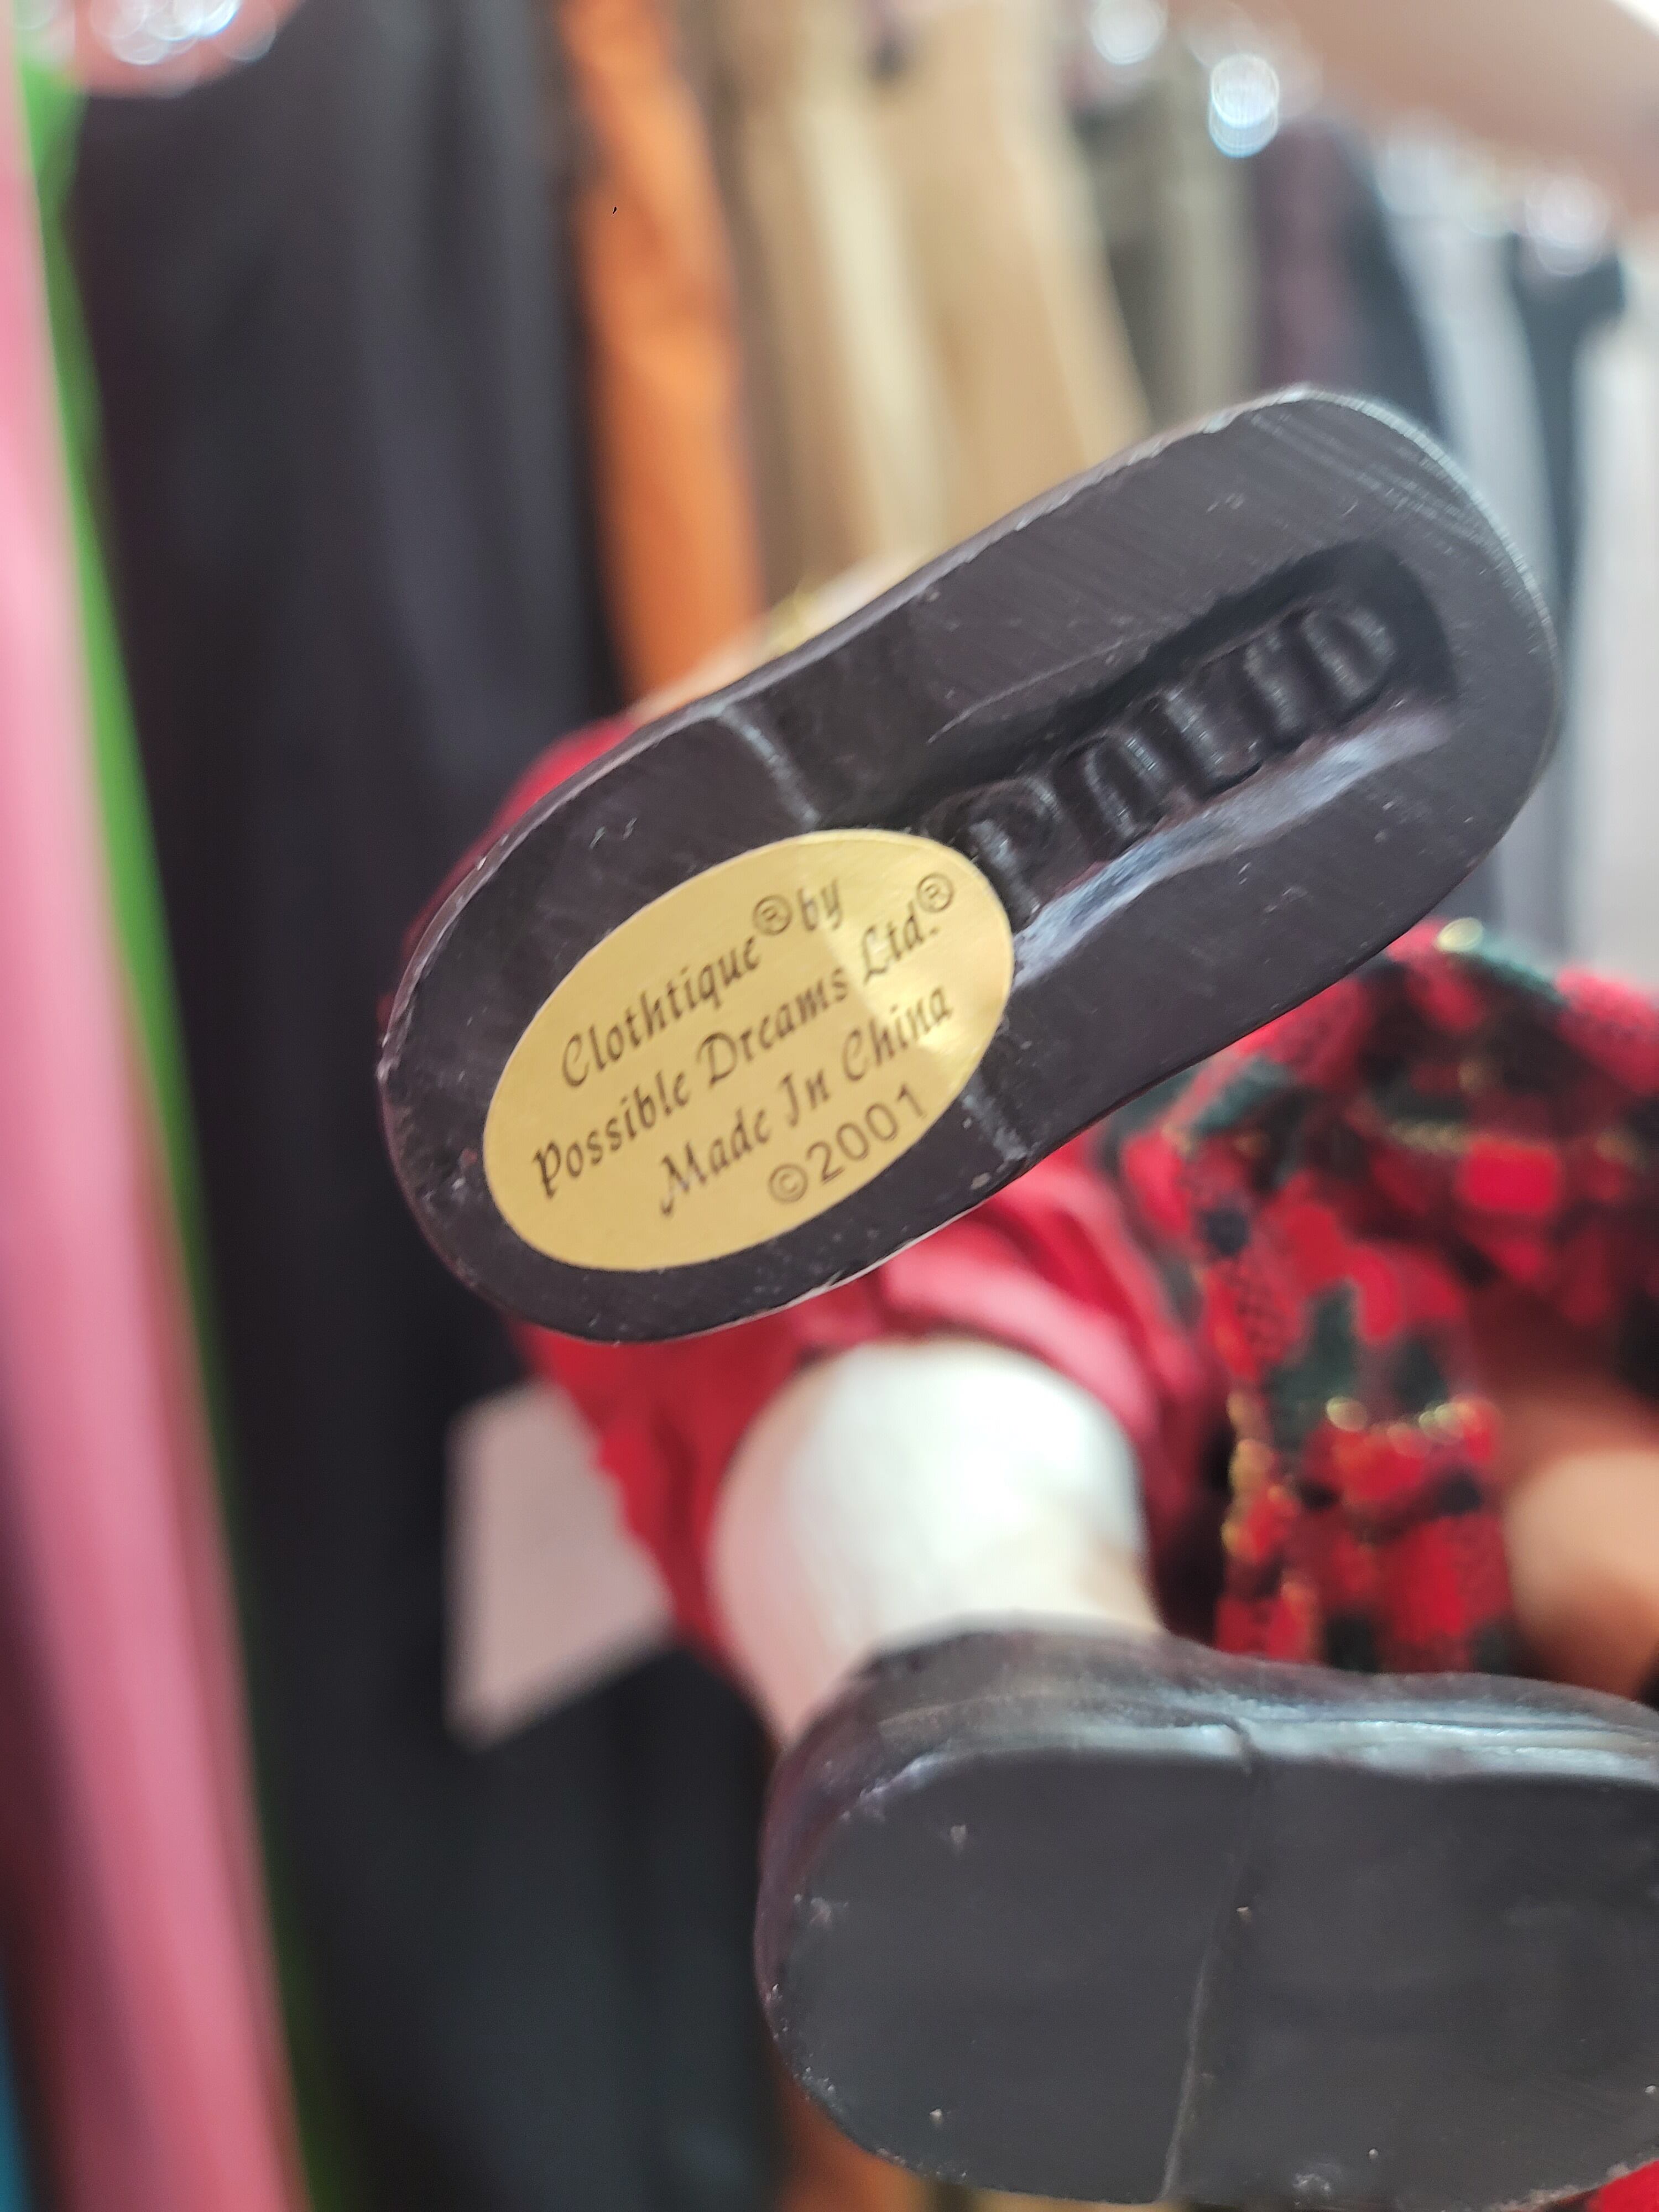 Clothtique® by
Possible Dreams Ltd.®
Made In China
©2001